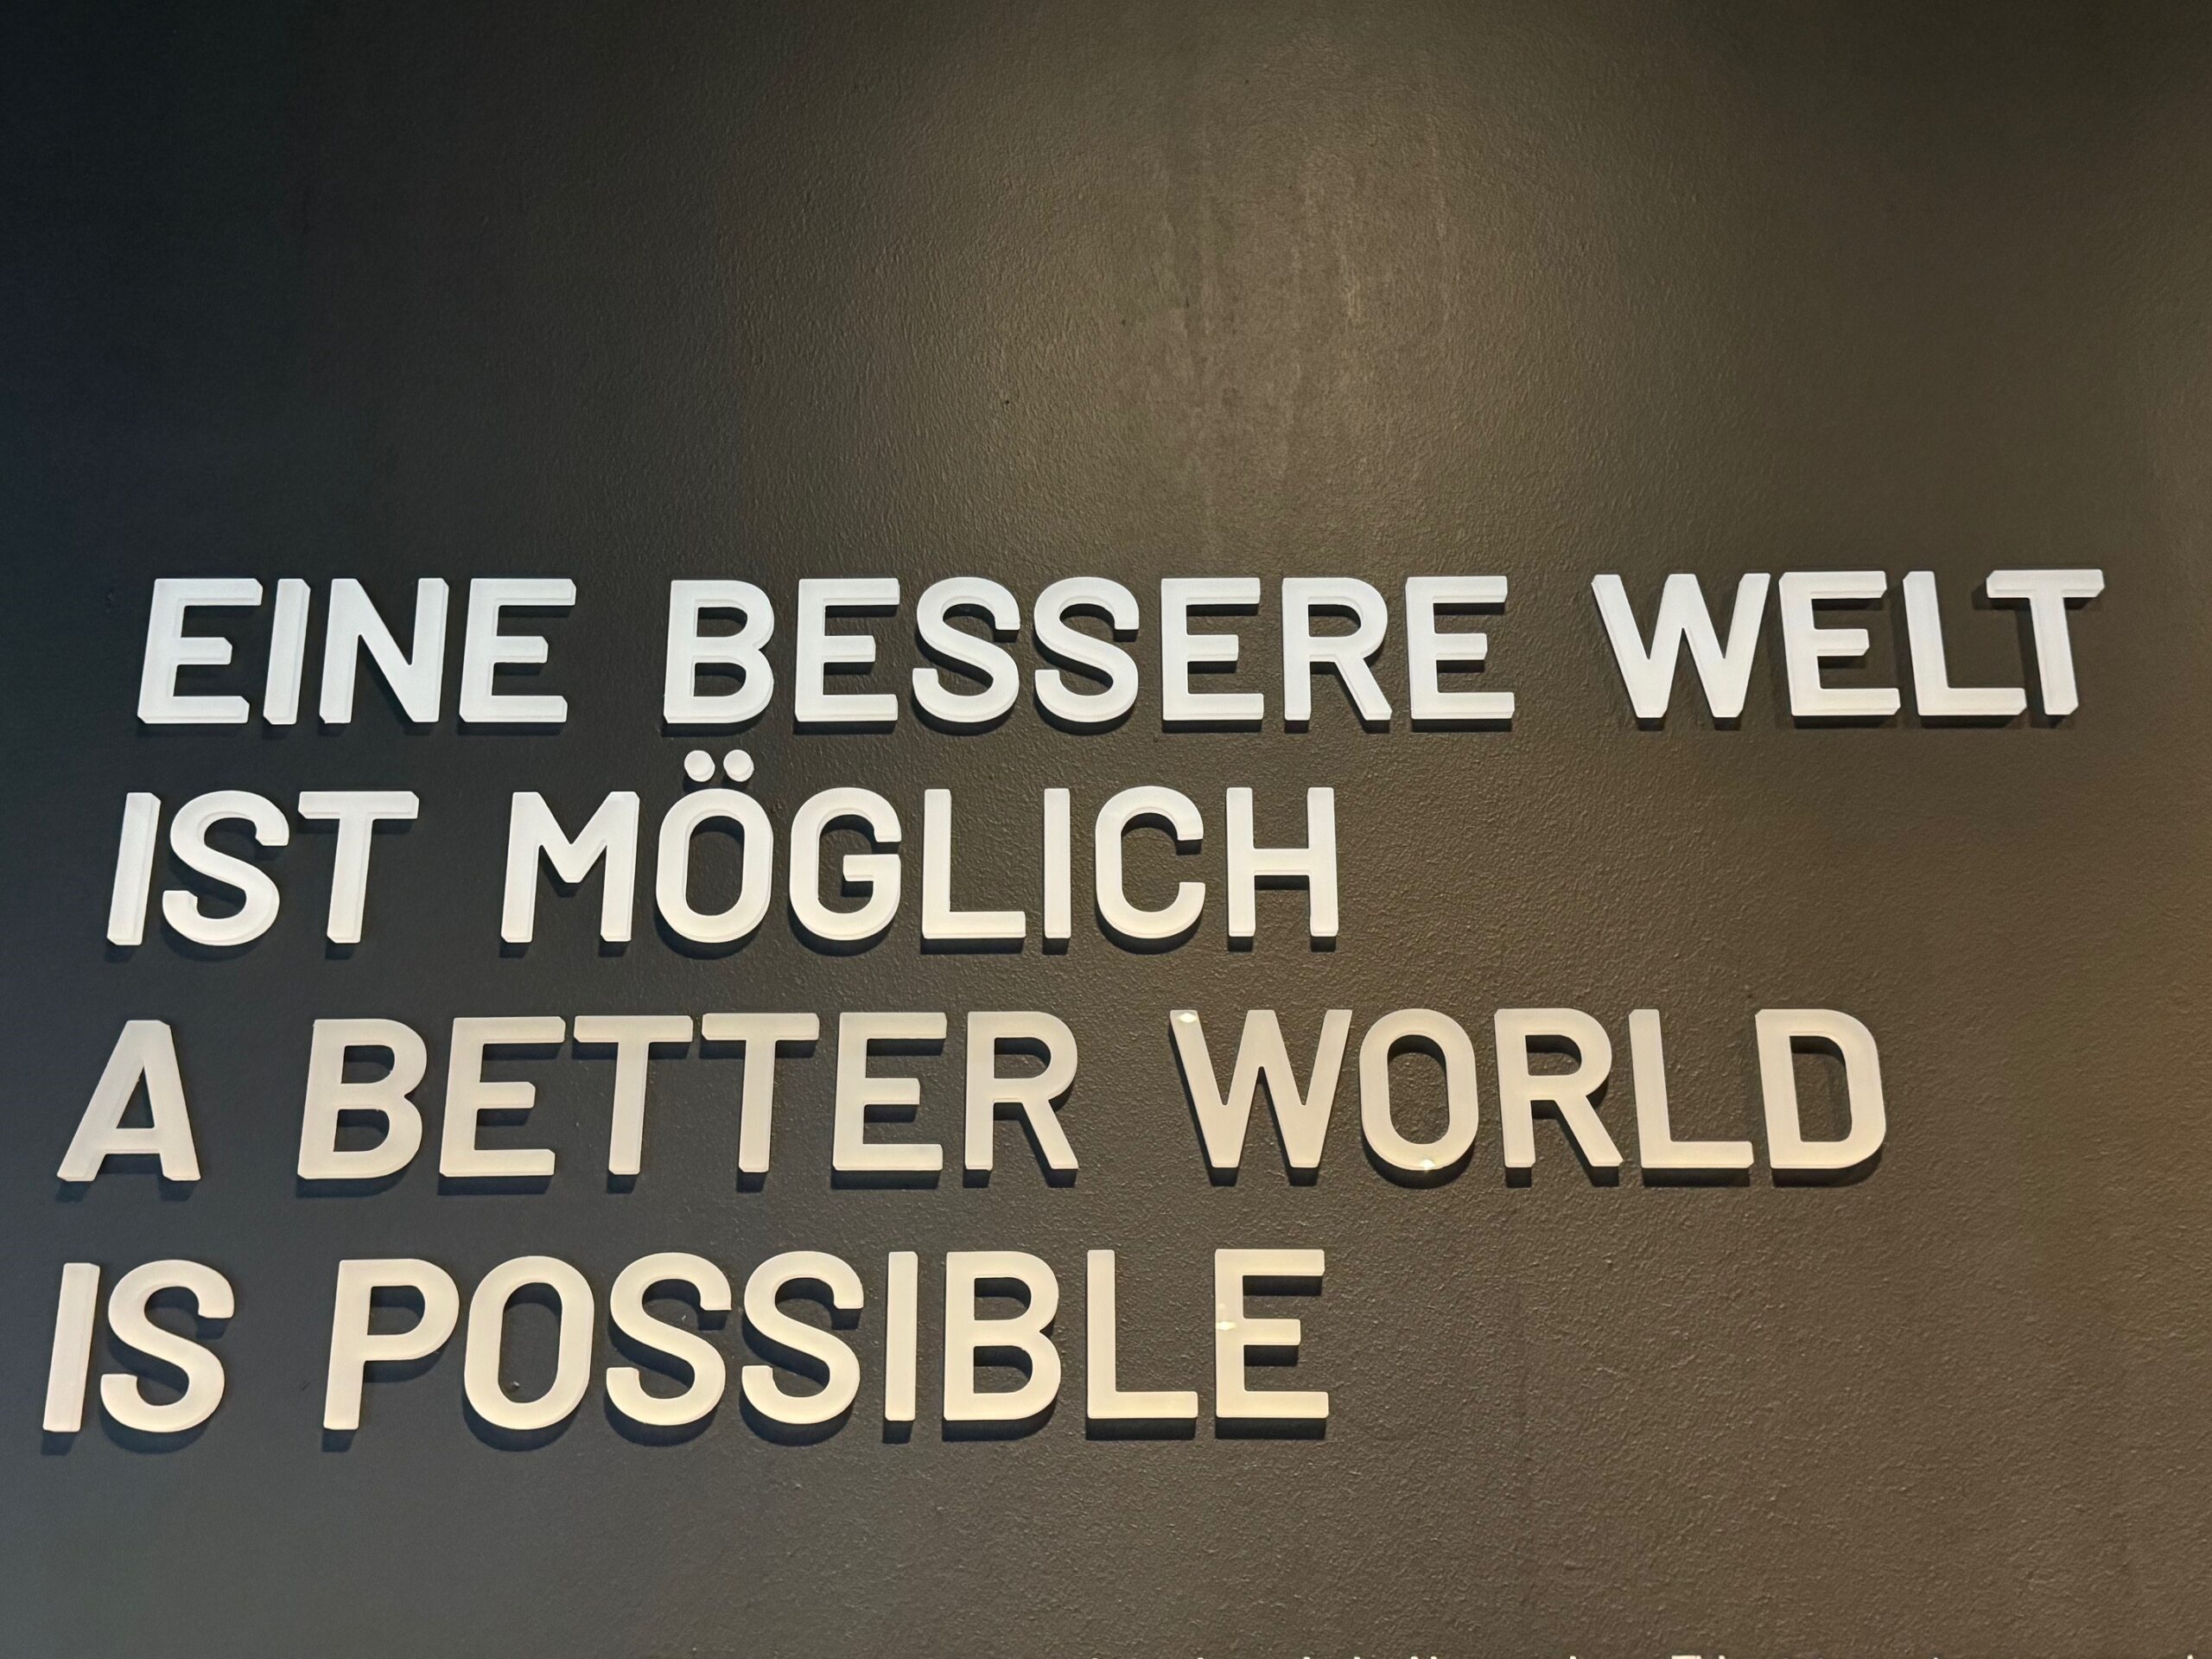 EINE BESSERE WELT
IST MÖGLICH
A BETTER WORLD
IS POSSIBLE